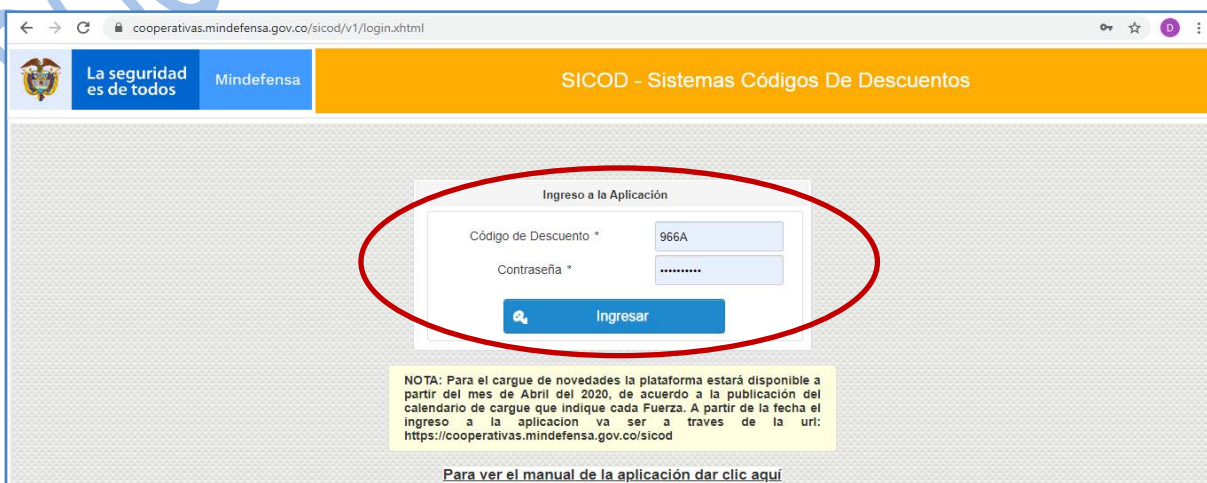 cooperativas.mindefensa.gov.co/sicod/v1/login.xhtml
D
La seguridad
es de todos
Mindefensa
SICOD - Sistemas Códigos De Descuentos
Ingreso a la Aplicación
Código de Descuento *
966A
Contraseña *
••••••••••
Ingresar
NOTA: Para el cargue de novedades la plataforma estará disponible a
partir del mes de Abril del 2020, de acuerdo a la publicación del
calendario de cargue que indique cada Fuerza. A partir de la fecha el
ingreso a la aplicacion va ser a traves de la url:
https://cooperativas.mindefensa.gov.co/sicod
Para ver el manual de la aplicación dar clic aquí